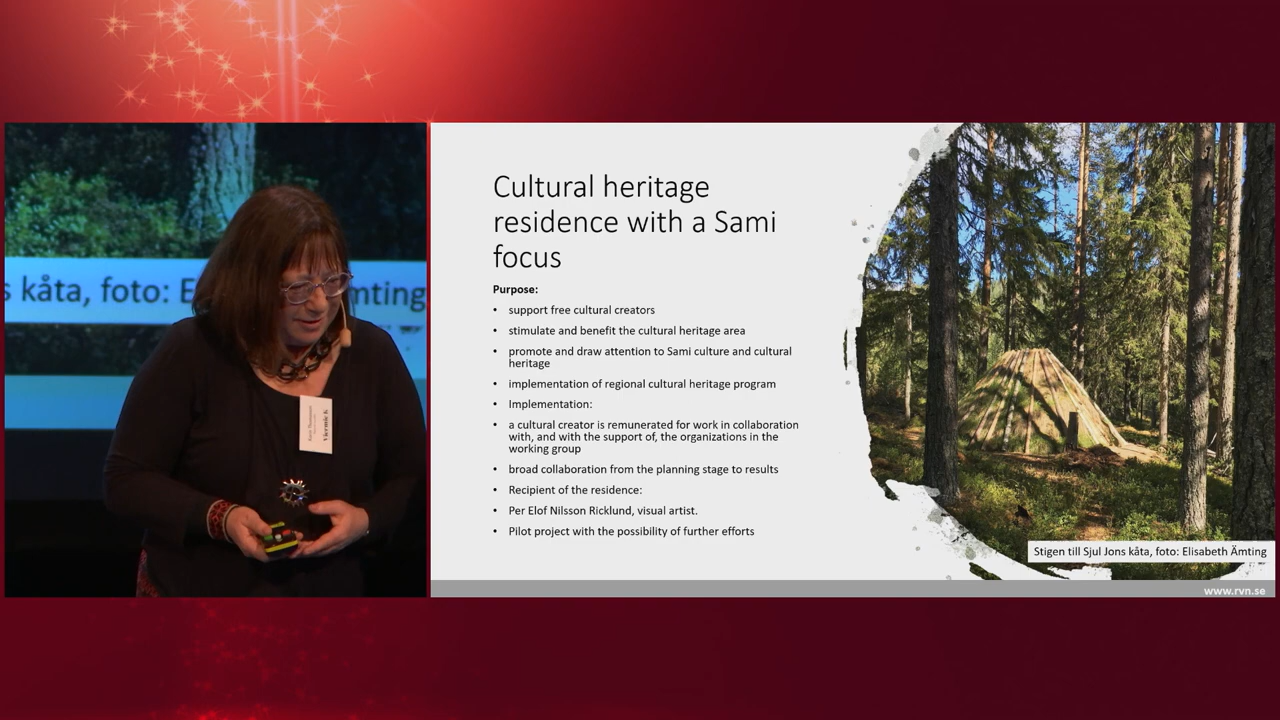 s kåta, foto: E
mting
Cultural heritage
residence with a Sami
focus
Purpose:
• support free cultural creators
• stimulate and benefit the cultural heritage area
• promote and draw attention to Sami culture and cultural
heritage
• implementation of regional cultural heritage program
• Implementation:
• a cultural creator is remunerated for work in collaboration
with, and with the support of, the organizations in the
working group
• broad collaboration from the planning stage to results
• Recipient of the residence:
• Per Elof Nilsson Ricklund, visual artist.
• Pilot project with the possibility of further efforts
Stigen till Sjul Jons kåta, foto: Elisabeth Ämting
www.rvn.se